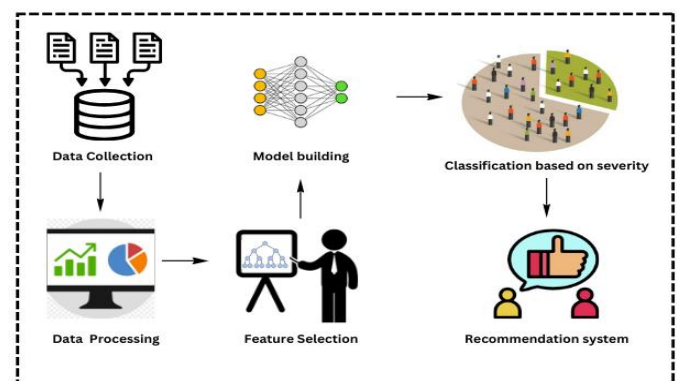 Data Collection
Model building
Classification based on severity
Data Processing
Feature Selection
Recommendation system